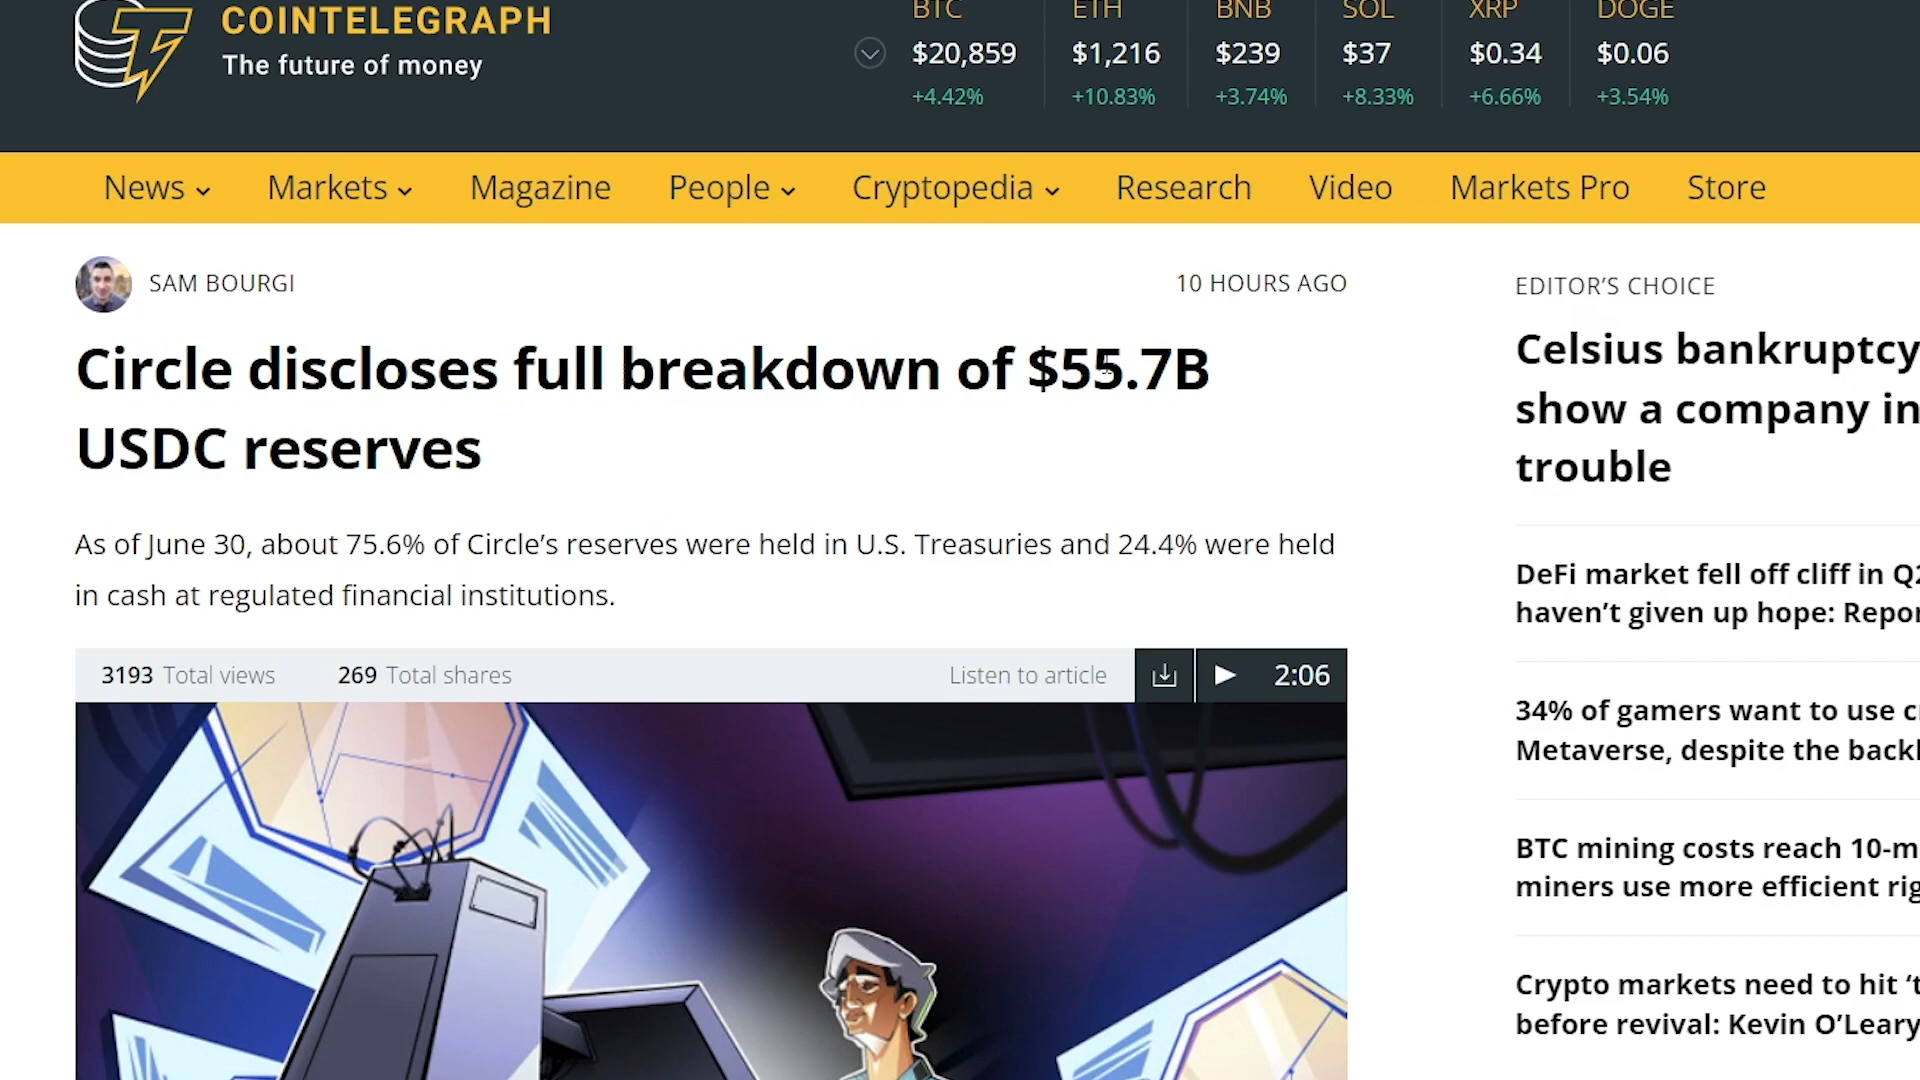 COINTELEGRAPH
The future of money
BTC ETH BNB SOL XRP DOGE
$20,859 $1,216 $239 $37 $0.34 $0.06
+4.42% +10.83% +3.74% +8.33% +6.66% +3.54%
News Markets Magazine People Cryptopedia Research Video Markets Pro Store
SAM BOURGI
10 HOURS AGO
Circle discloses full breakdown of $55.7B
USDC reserves
As of June 30, about 75.6% of Circle’s reserves were held in U.S. Treasuries and 24.4% were held
in cash at regulated financial institutions.
3193 Total views 269 Total shares Listen to article 2:06
EDITOR’S CHOICE
Celsius bankruptcy
show a company in
trouble
DeFi market fell off cliff in
haven’t given up hope:
34% of gamers want to use
Metaverse, despite the
BTC mining costs reach
miners use more efficient
Crypto markets need to hit
before revival: Kevin O’Leary